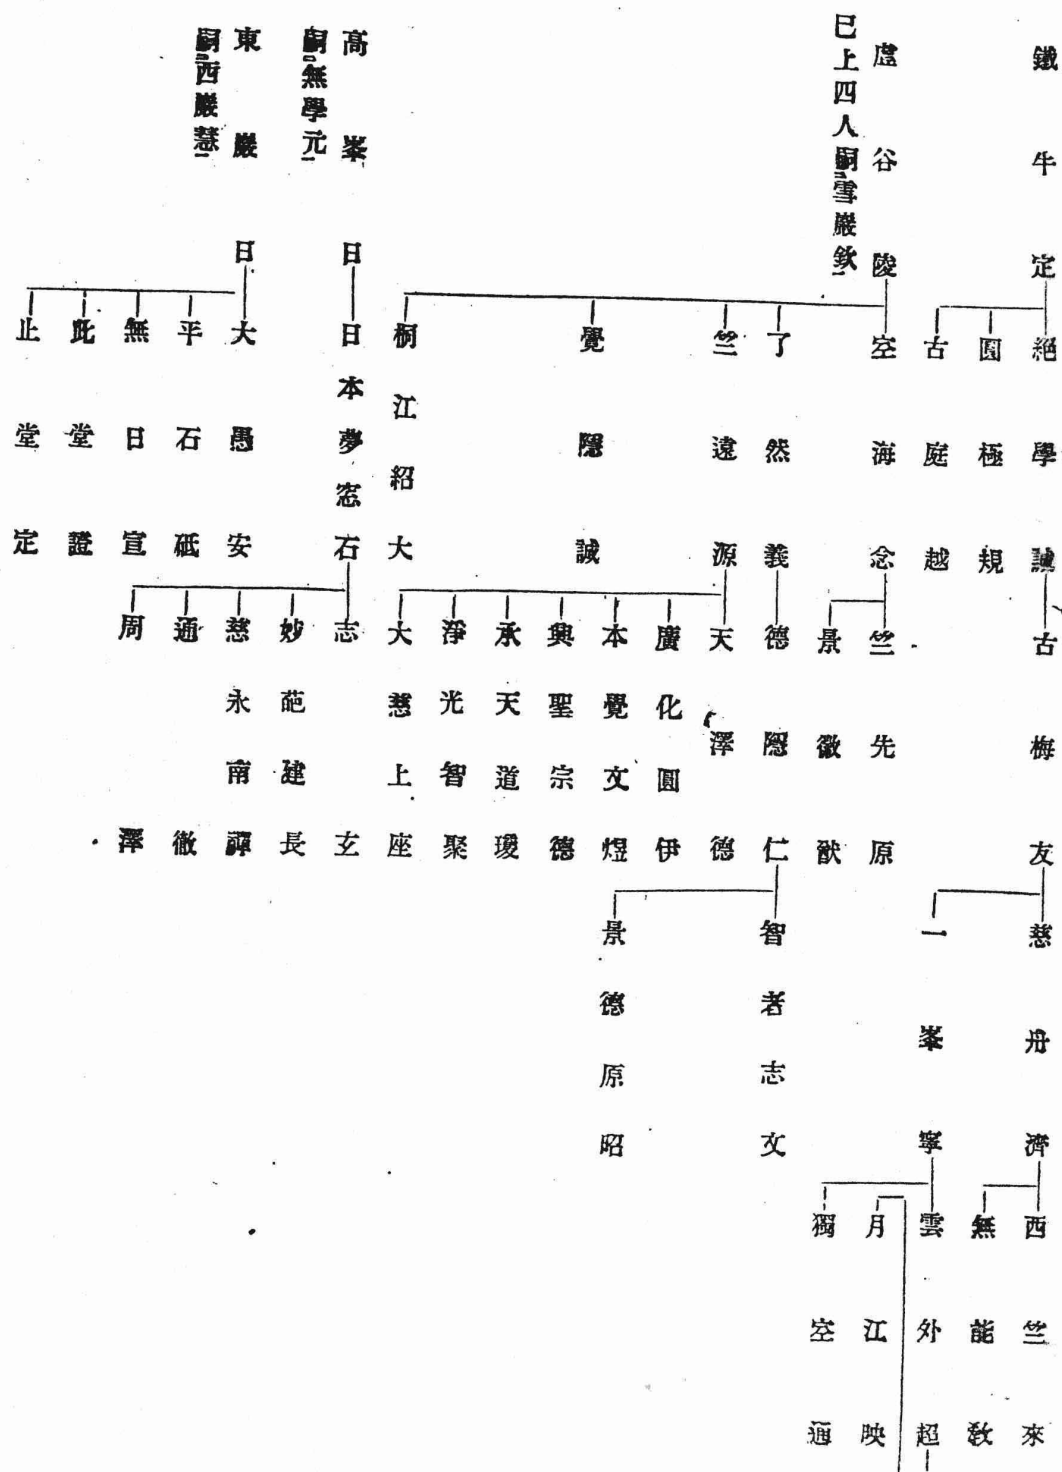 鐵牛定
絕學誠
古梅友
慈舟濟
西竺來
無能教
一峯寧
雲外超
月江映
獨空通
圓極規
古庭越
虛谷陵
已上四人嗣雪巖欽
空海念
竺先原
景徽猷
了然義
德隱仁
智者志文
景德原昭
竺遠源
天澤德
廣化圓伊
本覺文煜
興聖宗德
承天道瑗
淨光智聚
大慈上座
覺隱誠
桐江紹大
高峯日
嗣無學元
日本夢窓石
志玄
妙葩建長
慈永南禪
通徹
周澤
東巖日
嗣西巖慧
大愚安
平石砥
無日宣
此堂證
止堂定